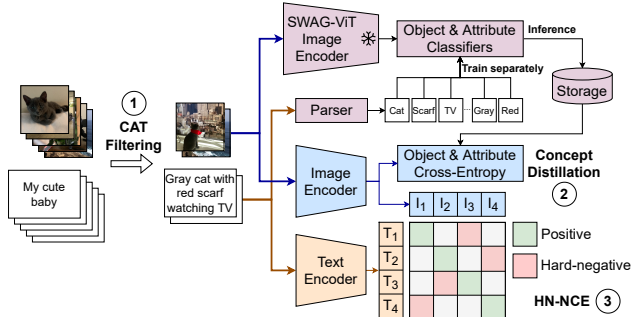 SWAG-ViT
Image
Encoder
Object & Attribute
Classifiers
Inference
Train separately
Storage
1
CAT
Filtering
Parser
Cat
Scarf
TV
...
Gray
Red
My cute
baby
Gray cat with
red scarf
watching TV
Image
Encoder
Object & Attribute
Cross-Entropy
Concept
Distillation
2
I1 I2 I3 I4
Text
Encoder
T1
T2
T3
T4
Positive
Hard-negative
HN-NCE 3